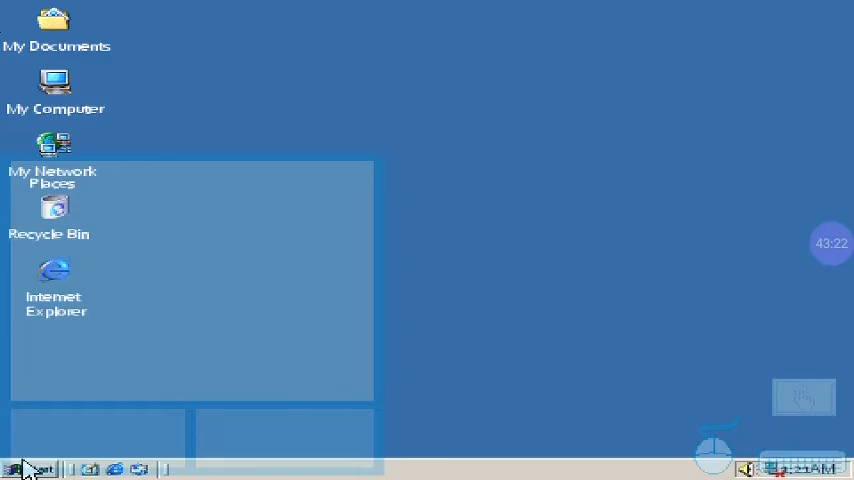 My Documents
My Computer
My Network
Places
Recycle Bin
Internet
Explorer
43:22